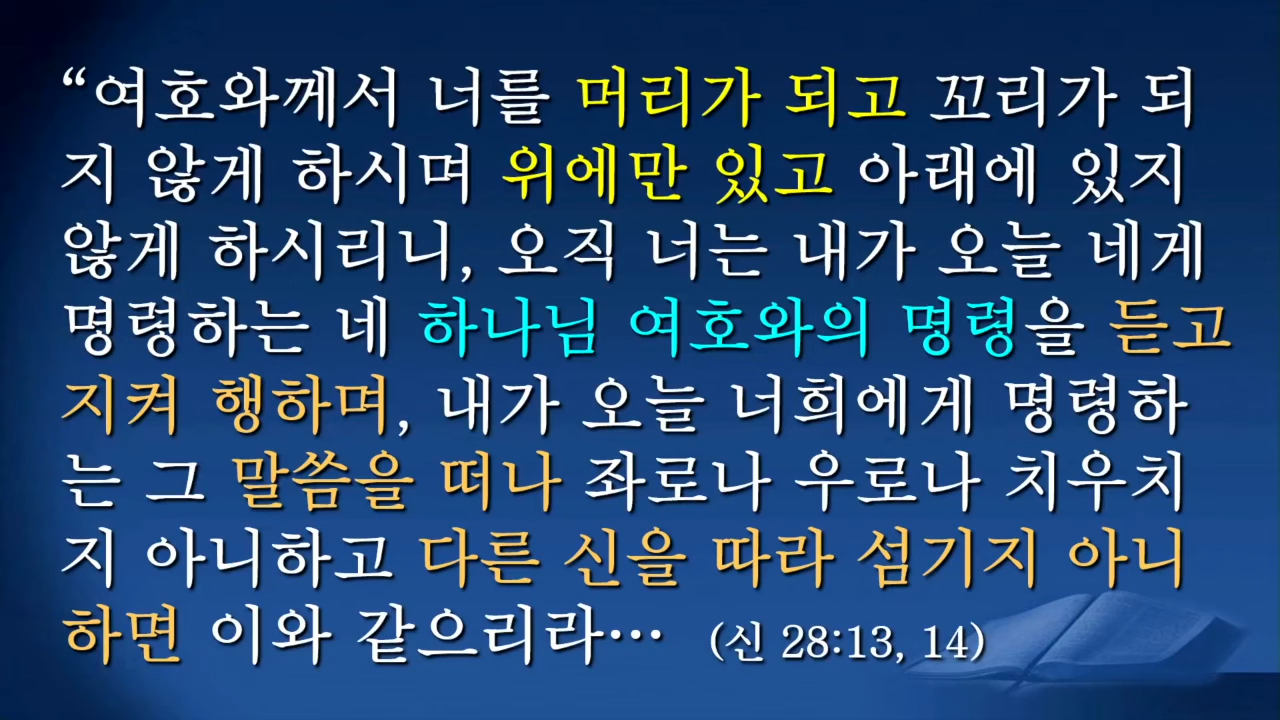 “여호와께서 너를 머리가 되고 꼬리가 되
지 않게 하시며 위에만 있고 아래에 있지
않게 하시리니, 오직 너는 내가 오늘 네게
명령하는 네 하나님 여호와의 명령을 듣고
지켜 행하며, 내가 오늘 너희에게 명령하
는 그 말씀을 떠나 좌로나 우로나 치우치
지 아니하고 다른 신을 따라 섬기지 아니
하면 이와 같으리라… (신 28:13, 14)